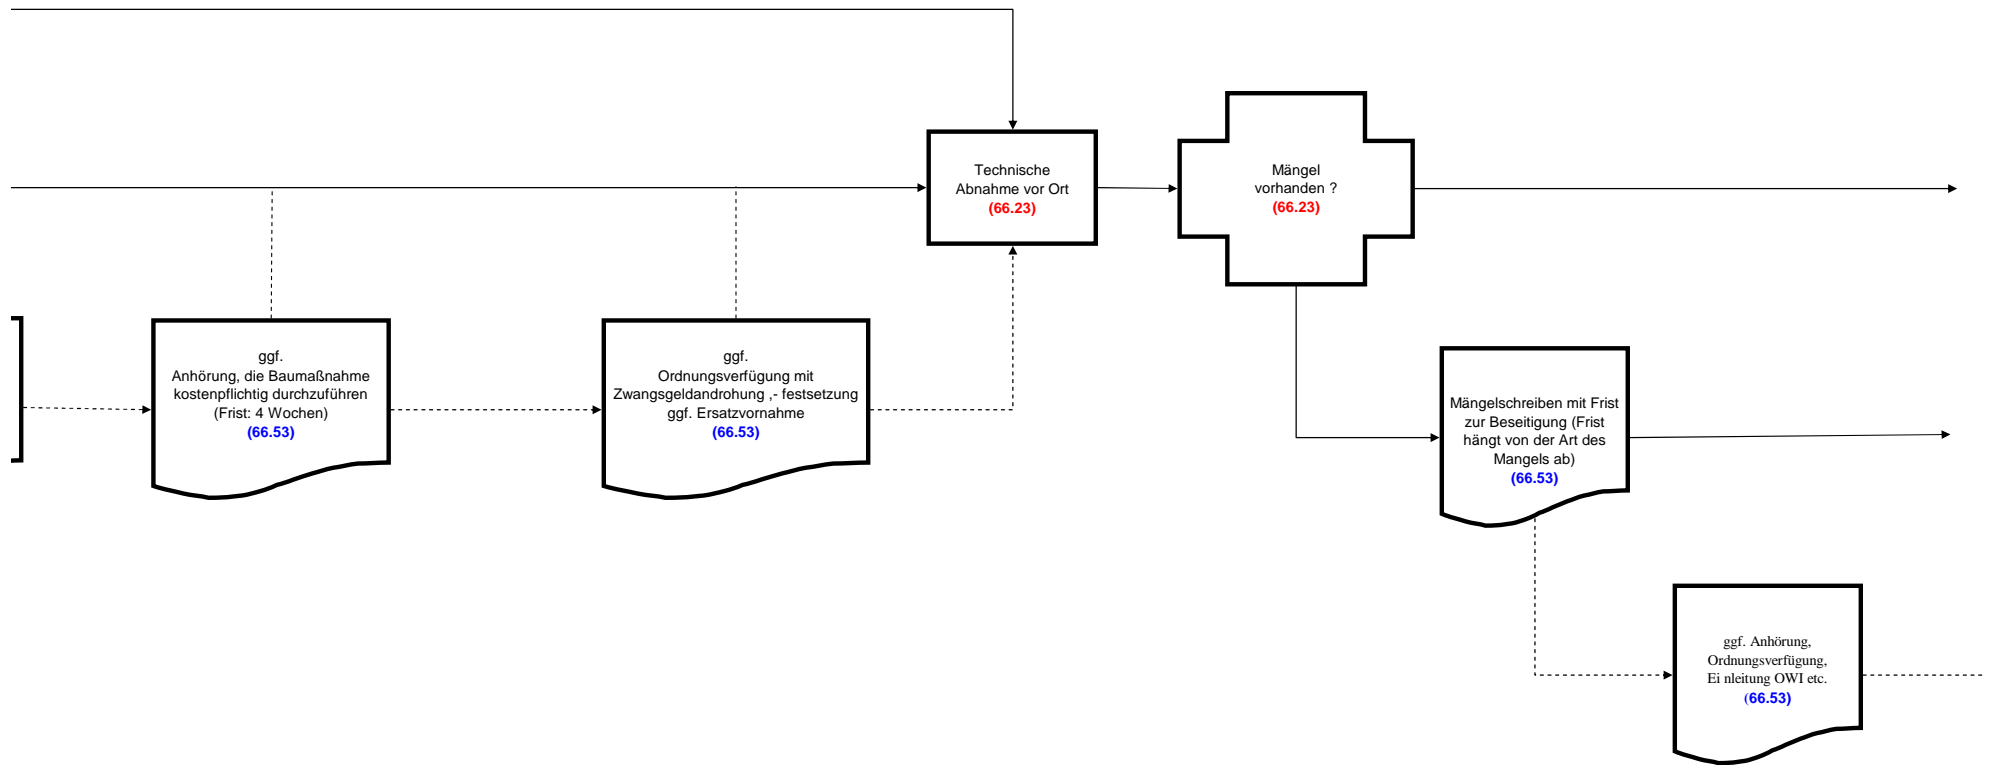 Technische
Abnahme vor Ort
(66.23)
Mängel
vorhanden ?
(66.23)
ggf.
Anhörung, die Baumaßnahme
kostenpflichtig durchzuführen
(Frist: 4 Wochen)
(66.53)
ggf.
Ordnungsverfügung mit
Zwangsgeldandrohung ,- festsetzung
ggf. Ersatzvornahme
(66.53)
Mängelschreiben mit Frist
zur Beseitigung (Frist
hängt von der Art des
Mangels ab)
(66.53)
ggf. Anhörung,
Ordnungsverfügung,
Ei nleitung OWI etc.
(66.53)